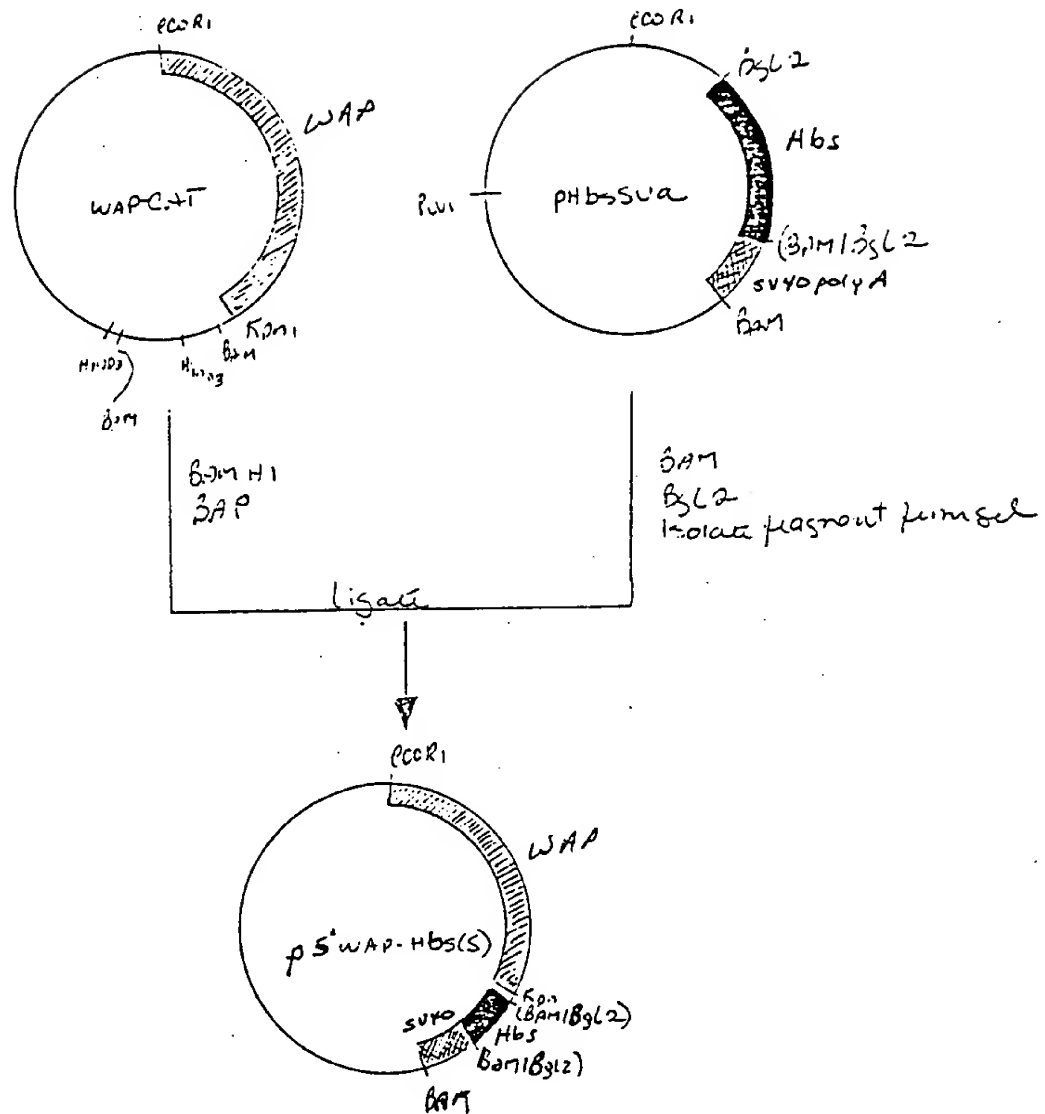 ECOR1
WAP
WAP-CAT
Kpn1
BAM
HIND3
HIND3
BAM
ECOR1
BgL2
Hbs
PVU1
pHbsSVa
(BAM/BgL2
SV40 polyA
BAM
BAM H1
BAP
BAM
BgL2
Isolate fragment from gel
Ligate
ECOR1
WAP
p5'WAP-Hbs(S)
Kpn
(BAM/BgL2)
SV40
Hbs
BAM/BgL2)
BAM